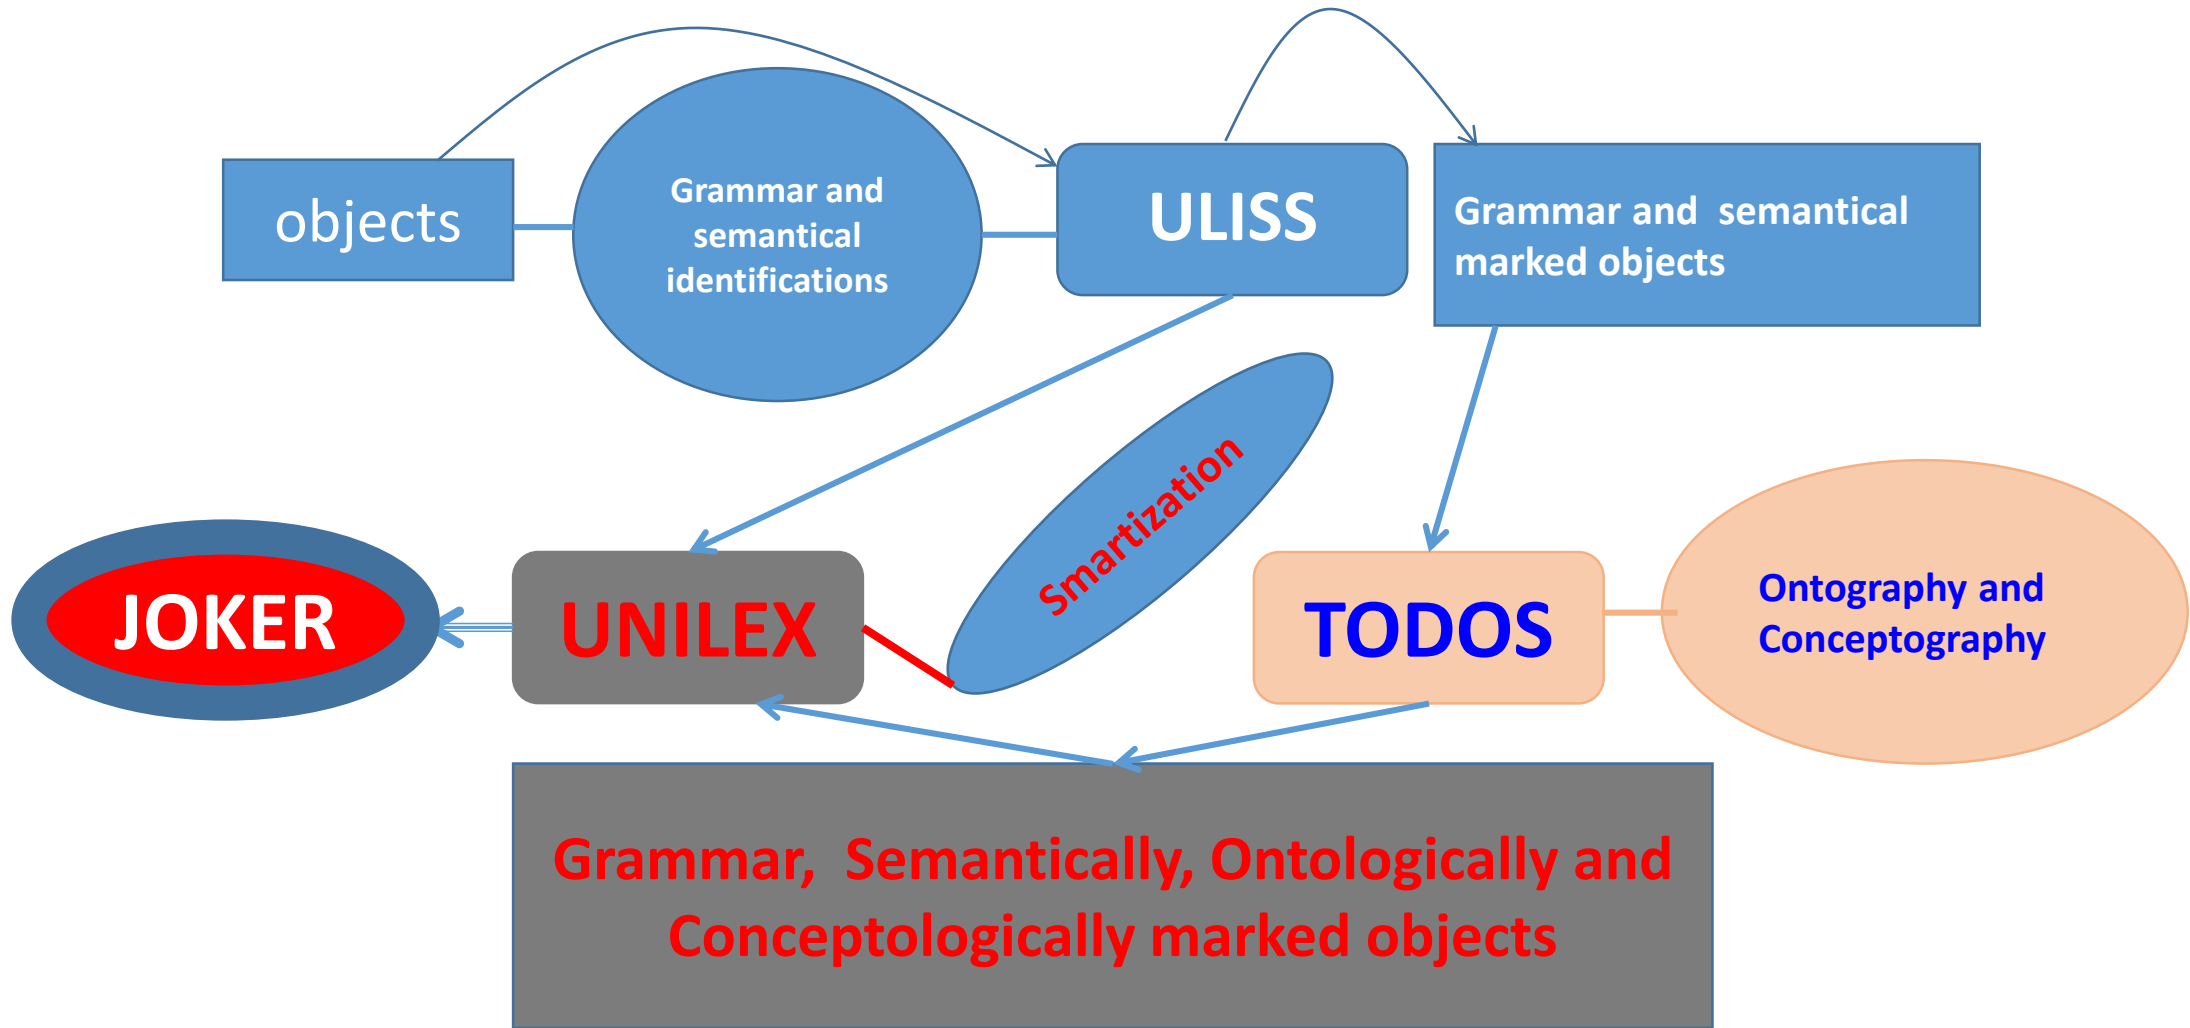 objects
Grammar and
semantical
identifications
ULISS
Grammar and  semantical
marked objects
Smartization
JOKER
UNILEX
TODOS
Ontography and
Conceptography
Grammar,  Semantically, Ontologically and
Conceptologically marked objects